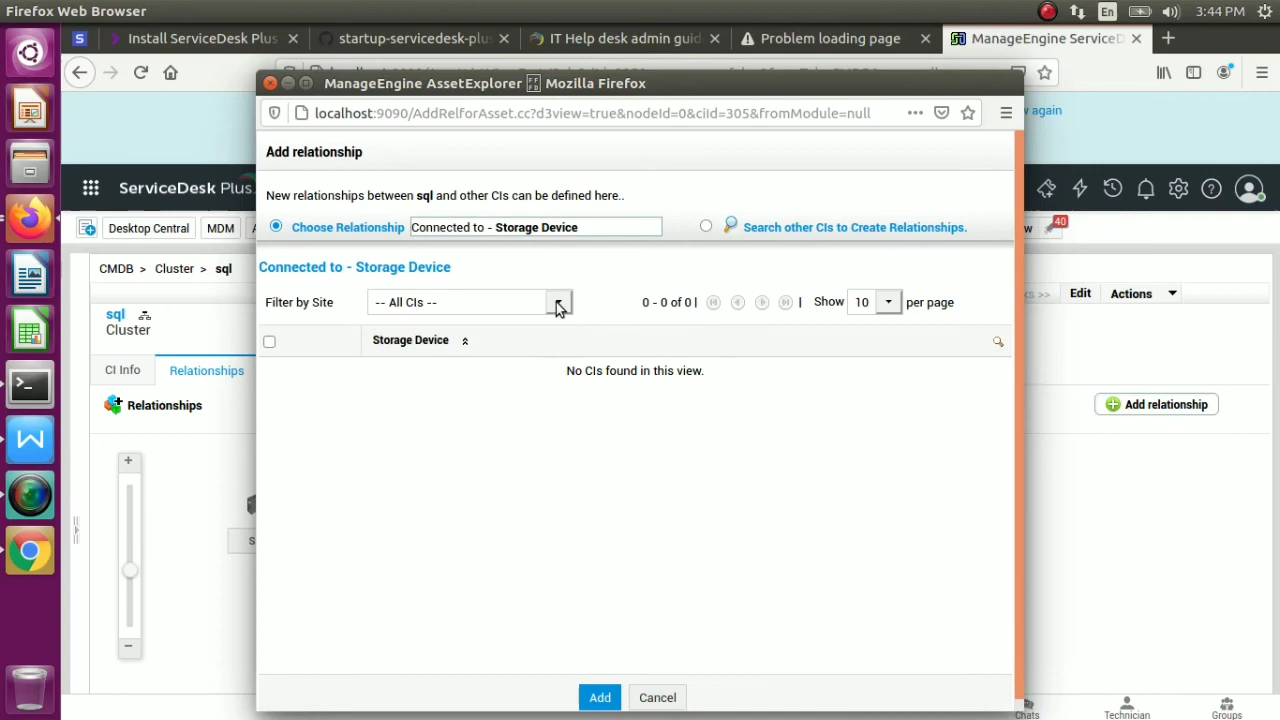 Firefox Web Browser
En
3:44 PM
S
Install ServiceDesk Plus
startup-servicedesk-plu
IT Help desk admin guid
Problem loading page
ManageEngine ServiceD
ManageEngine AssetExplorer Mozilla Firefox
localhost:9090/AddRelforAsset.cc?d3view=true&nodeId=0&ciId=305&fromModule=null
now again
Add relationship
ServiceDesk Plus
New relationships between sql and other CIs can be defined here..
Desktop Central
MDM
Choose Relationship
Connected to - Storage Device
Search other CIs to Create Relationships.
40
CMDB > Cluster > sql
Connected to - Storage Device
>>
Edit
Actions
Filter by Site
-- All CIs --
0 - 0 of 0 |
|
Show
10
per page
sql
Cluster
Storage Device
CI Info
Relationships
No CIs found in this view.
Relationships
Add relationship
+
−
Add
Cancel
Chats
Technician
Groups